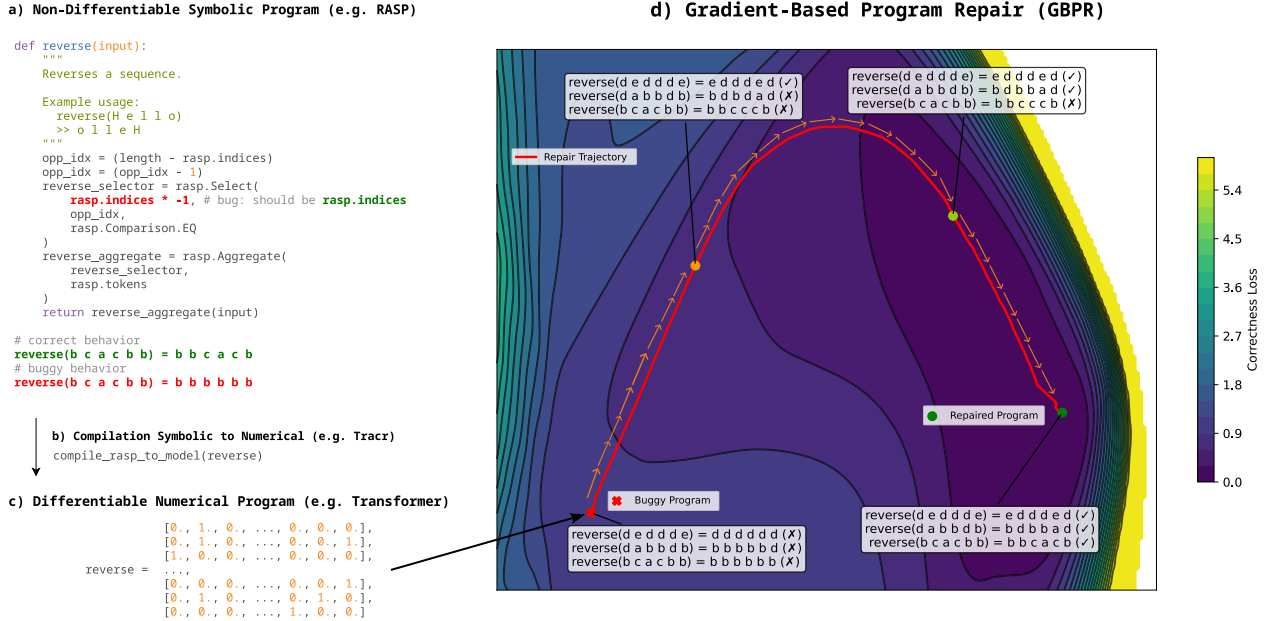 a) Non-Differentiable Symbolic Program (e.g. RASP)
def reverse(input):
    """
    Reverses a sequence.

    Example usage:
      reverse(H e l l o)
      >> o l l e H
    """
    opp_idx = (length - rasp.indices)
    opp_idx = (opp_idx - 1)
    reverse_selector = rasp.Select(
        rasp.indices * -1, # bug: should be rasp.indices
        opp_idx,
        rasp.Comparison.EQ
    )
    reverse_aggregate = rasp.Aggregate(
        reverse_selector,
        rasp.tokens
    )
    return reverse_aggregate(input)

# correct behavior
reverse(b c a c b b) = b b c a c b
# buggy behavior
reverse(b c a c b b) = b b b b b b
b) Compilation Symbolic to Numerical (e.g. Tracr)
compile_rasp_to_model(reverse)
c) Differentiable Numerical Program (e.g. Transformer)
[0., 1., 0., ..., 0., 0., 0.],
[0., 1., 0., ..., 0., 0., 1.],
[1., 0., 0., ..., 0., 0., 0.],
reverse = ...,
[0., 0., 0., ..., 0., 0., 1.],
[0., 1., 0., ..., 0., 1., 0.],
[0., 0., 0., ..., 1., 0., 0.]
d) Gradient-Based Program Repair (GBPR)
reverse(d e d d d e) = e d d d e d (✓)
reverse(d a b b d b) = b d b d a d (✗)
reverse(b c a c b b) = b b c c c b (✗)
reverse(d e d d d e) = e d d d e d (✓)
reverse(d a b b d b) = b d b b a d (✓)
reverse(b c a c b b) = b b c c c b (✗)
Repair Trajectory
Repaired Program
Buggy Program
reverse(d e d d d e) = d d d d d d (✗)
reverse(d a b b d b) = b b b b b d (✗)
reverse(b c a c b b) = b b b b b b (✗)
reverse(d e d d d e) = e d d d e d (✓)
reverse(d a b b d b) = b d b b a d (✓)
reverse(b c a c b b) = b b c a c b (✓)
5.4
4.5
3.6
2.7
1.8
0.9
0.0
Correctness Loss